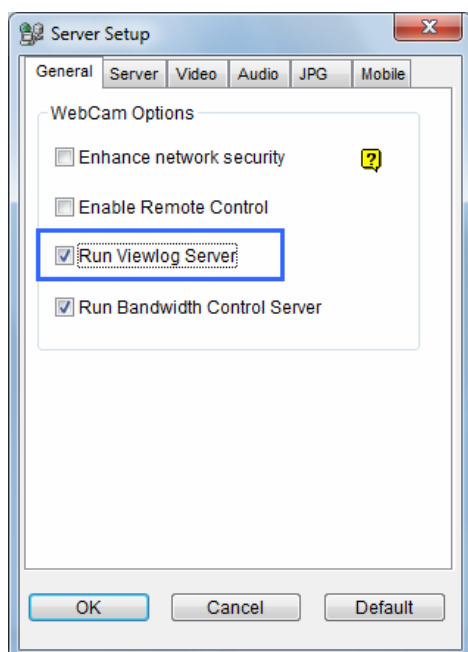 Server Setup
General Server Video Audio JPG Mobile
WebCam Options
Enhance network security
?
Enable Remote Control
Run Viewlog Server
Run Bandwidth Control Server
OK Cancel Default